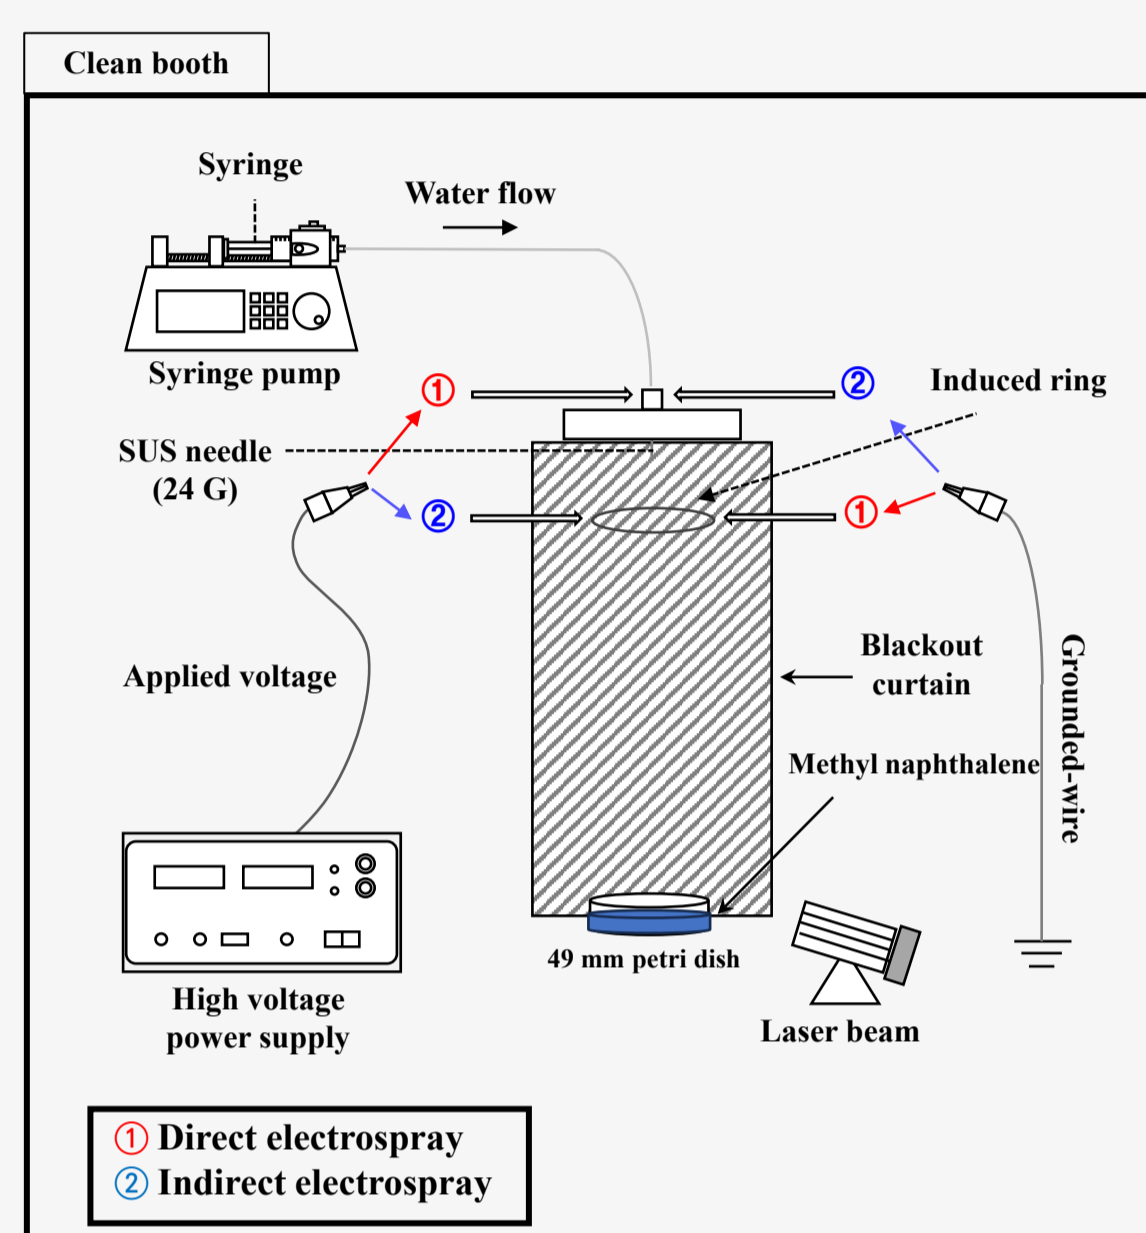 Clean booth
Syringe
Water flow
Syringe pump
①
②
Induced ring
SUS needle
(24 G)
②
①
Applied voltage
Blackout
curtain
Grounded-wire
Methyl naphthalene
49 mm petri dish
High voltage
power supply
Laser beam
① Direct electrospray
② Indirect electrospray